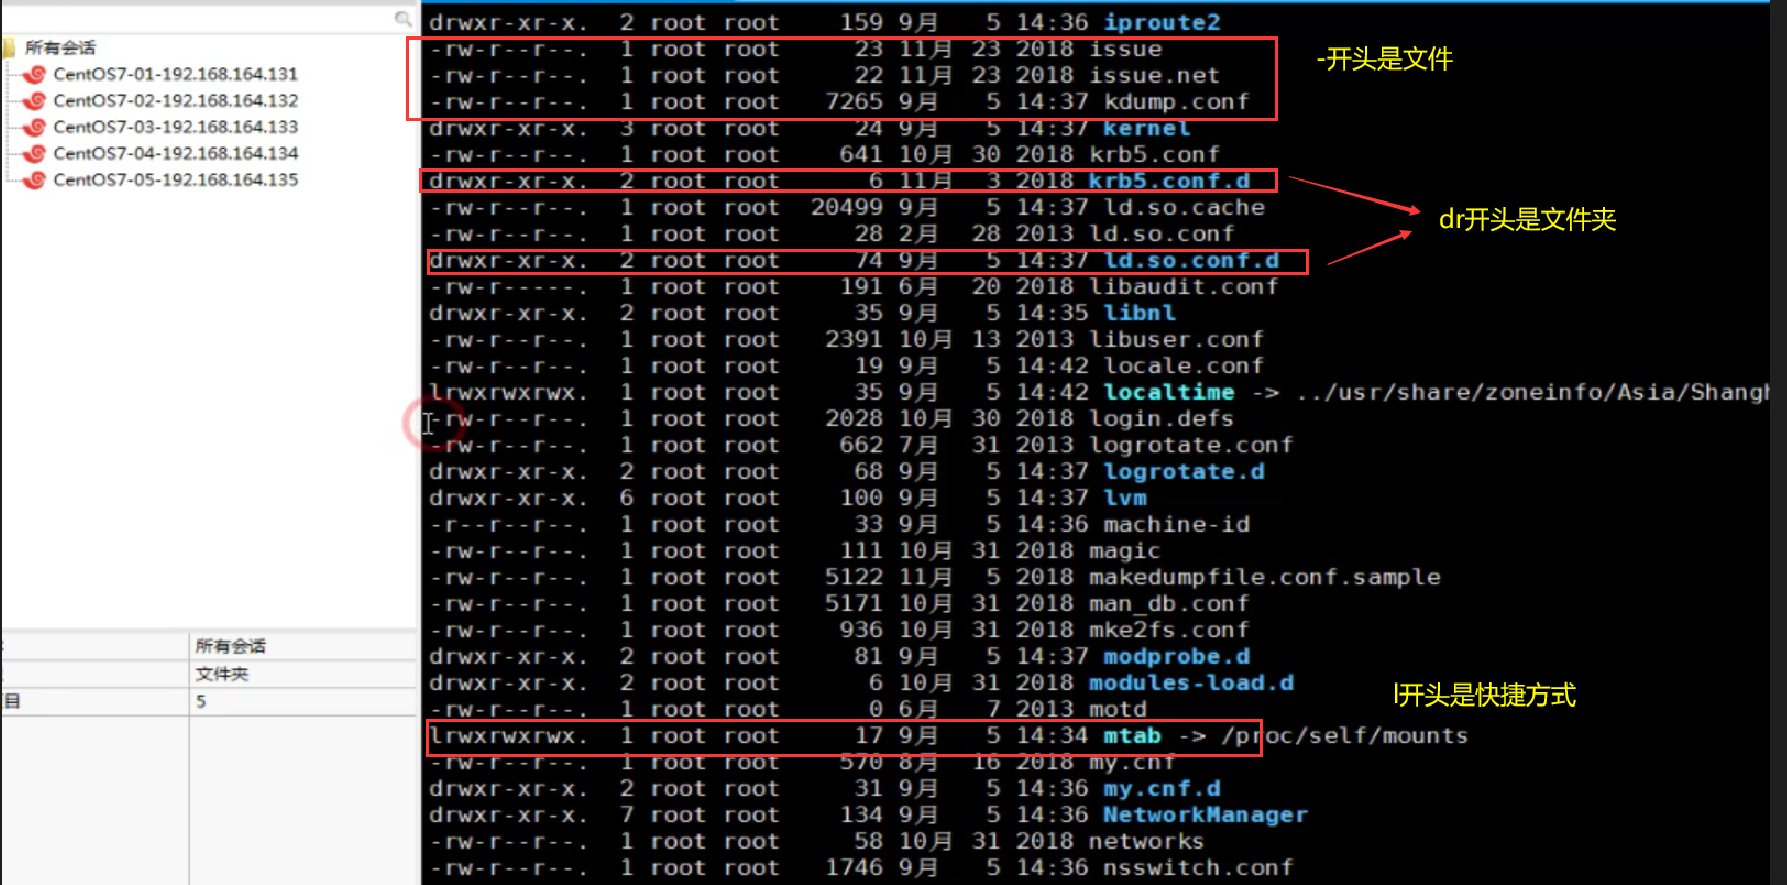 所有会话
CentOS7-01-192.168.164.131
CentOS7-02-192.168.164.132
CentOS7-03-192.168.164.133
CentOS7-04-192.168.164.134
CentOS7-05-192.168.164.135
所有会话
文件夹
目 5
drwxr-xr-x. 2 root root 159 9月 5 14:36 iproute2
-rw-r--r--. 1 root root 23 11月 23 2018 issue
-rw-r--r--. 1 root root 22 11月 23 2018 issue.net
-rw-r--r--. 1 root root 7265 9月 5 14:37 kdump.conf
drwxr-xr-x. 3 root root 24 9月 5 14:37 kernel
-rw-r--r--. 1 root root 641 10月 30 2018 krb5.conf
drwxr-xr-x. 2 root root 6 11月 3 2018 krb5.conf.d
-rw-r--r--. 1 root root 20499 9月 5 14:37 ld.so.cache
-rw-r--r--. 1 root root 28 2月 28 2013 ld.so.conf
drwxr-xr-x. 2 root root 74 9月 5 14:37 ld.so.conf.d
-rw-r-----. 1 root root 191 6月 20 2018 libaudit.conf
drwxr-xr-x. 2 root root 35 9月 5 14:35 libnl
-rw-r--r--. 1 root root 2391 10月 13 2013 libuser.conf
-rw-r--r--. 1 root root 19 9月 5 14:42 locale.conf
lrwxrwxrwx. 1 root root 35 9月 5 14:42 localtime -> ../usr/share/zoneinfo/Asia/Shangh
-rw-r--r--. 1 root root 2028 10月 30 2018 login.defs
-rw-r--r--. 1 root root 662 7月 31 2013 logrotate.conf
drwxr-xr-x. 2 root root 68 9月 5 14:37 logrotate.d
drwxr-xr-x. 6 root root 100 9月 5 14:37 lvm
-r--r--r--. 1 root root 33 9月 5 14:36 machine-id
-rw-r--r--. 1 root root 111 10月 31 2018 magic
-rw-r--r--. 1 root root 5122 11月 5 2018 makedumpfile.conf.sample
-rw-r--r--. 1 root root 5171 10月 31 2018 man_db.conf
-rw-r--r--. 1 root root 936 10月 31 2018 mke2fs.conf
drwxr-xr-x. 2 root root 81 9月 5 14:37 modprobe.d
drwxr-xr-x. 2 root root 6 10月 31 2018 modules-load.d
-rw-r--r--. 1 root root 0 6月 7 2013 motd
lrwxrwxrwx. 1 root root 17 9月 5 14:34 mtab -> /proc/self/mounts
-rw-r--r--. 1 root root 570 8月 16 2018 my.cnf
drwxr-xr-x. 2 root root 31 9月 5 14:36 my.cnf.d
drwxr-xr-x. 7 root root 134 9月 5 14:36 NetworkManager
-rw-r--r--. 1 root root 58 10月 31 2018 networks
-rw-r--r--. 1 root root 1746 9月 5 14:36 nsswitch.conf
-开头是文件
dr开头是文件夹
l开头是快捷方式